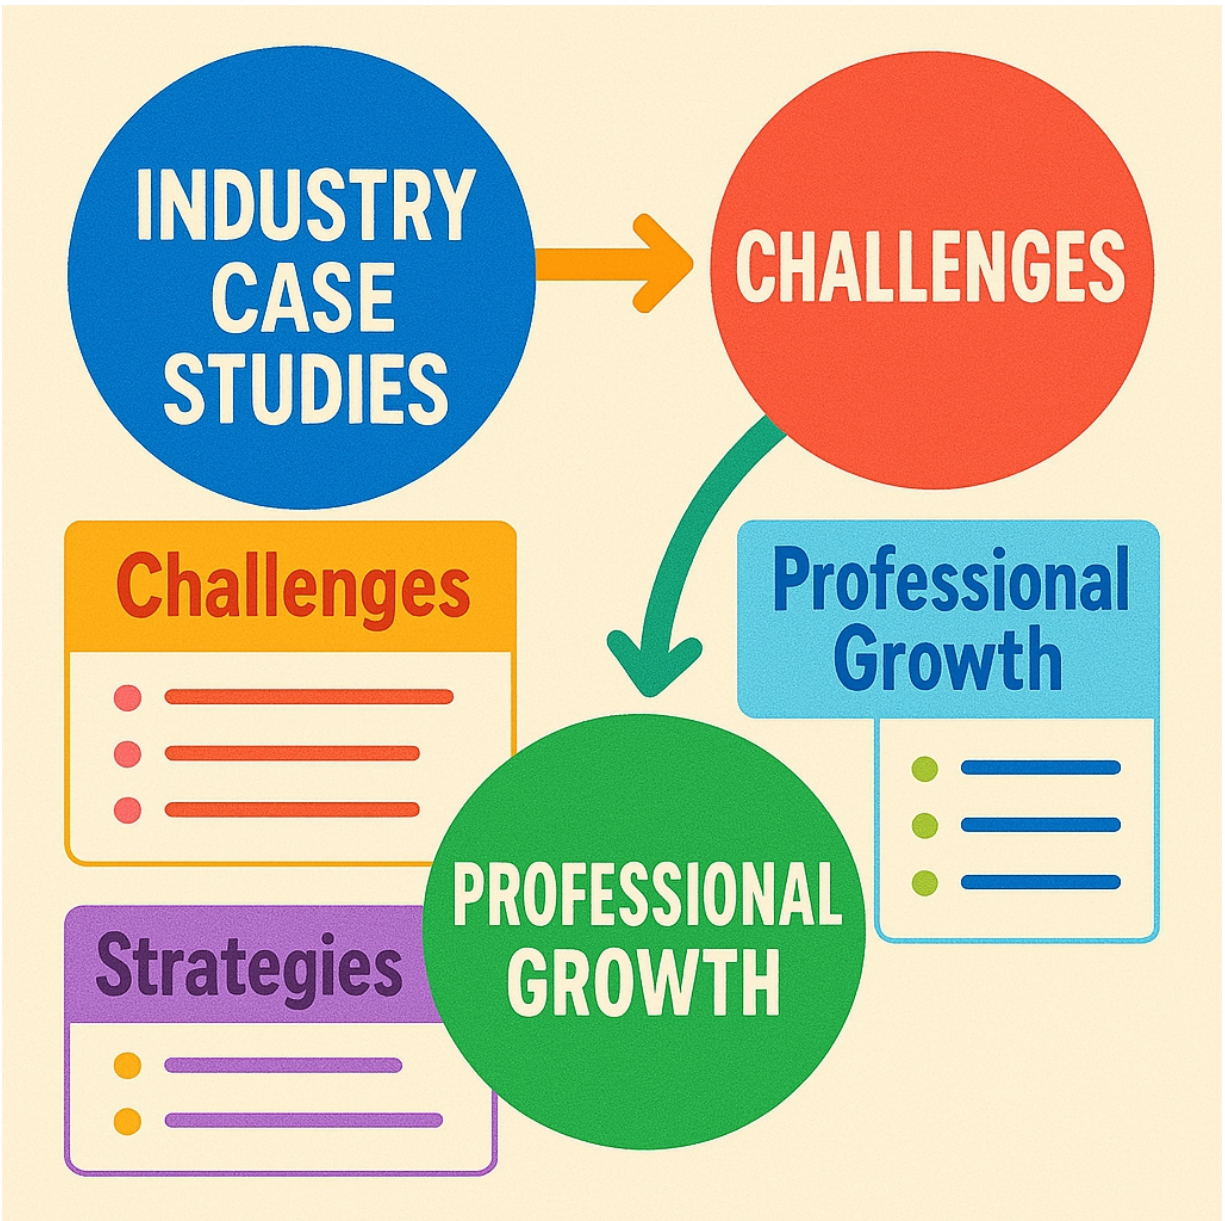 INDUSTRY
CASE
STUDIES
CHALLENGES
Challenges
Professional
Growth
PROFESSIONAL
GROWTH
Strategies